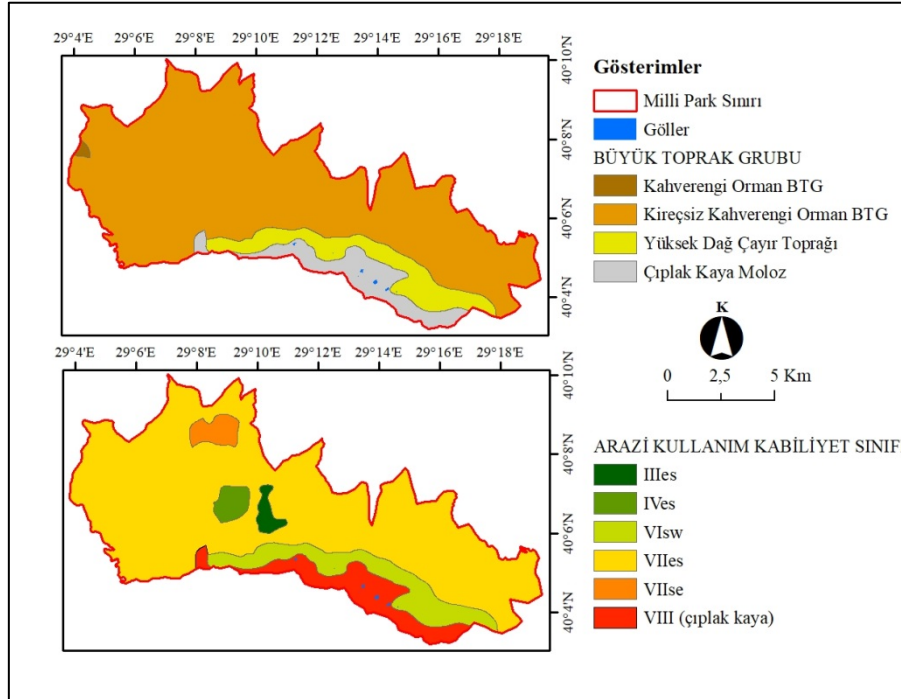 29°4'E 29°6'E 29°8'E 29°10'E 29°12'E 29°14'E 29°16'E 29°18'E
40°10'N
40°8'N
40°6'N
40°4'N
Gösterimler
Milli Park Sınırı
Göller
BÜYÜK TOPRAK GRUBU
Kahverengi Orman BTG
Kireçsiz Kahverengi Orman BTG
Yüksek Dağ Çayır Toprağı
Çıplak Kaya Moloz
K
0 2,5 5 Km
29°4'E 29°6'E 29°8'E 29°10'E 29°12'E 29°14'E 29°16'E 29°18'E
40°10'N
40°8'N
40°6'N
40°4'N
ARAZİ KULLANIM KABİLİYET SINIFI
IIIes
IVes
VIsw
VIIes
VIIse
VIII (çıplak kaya)